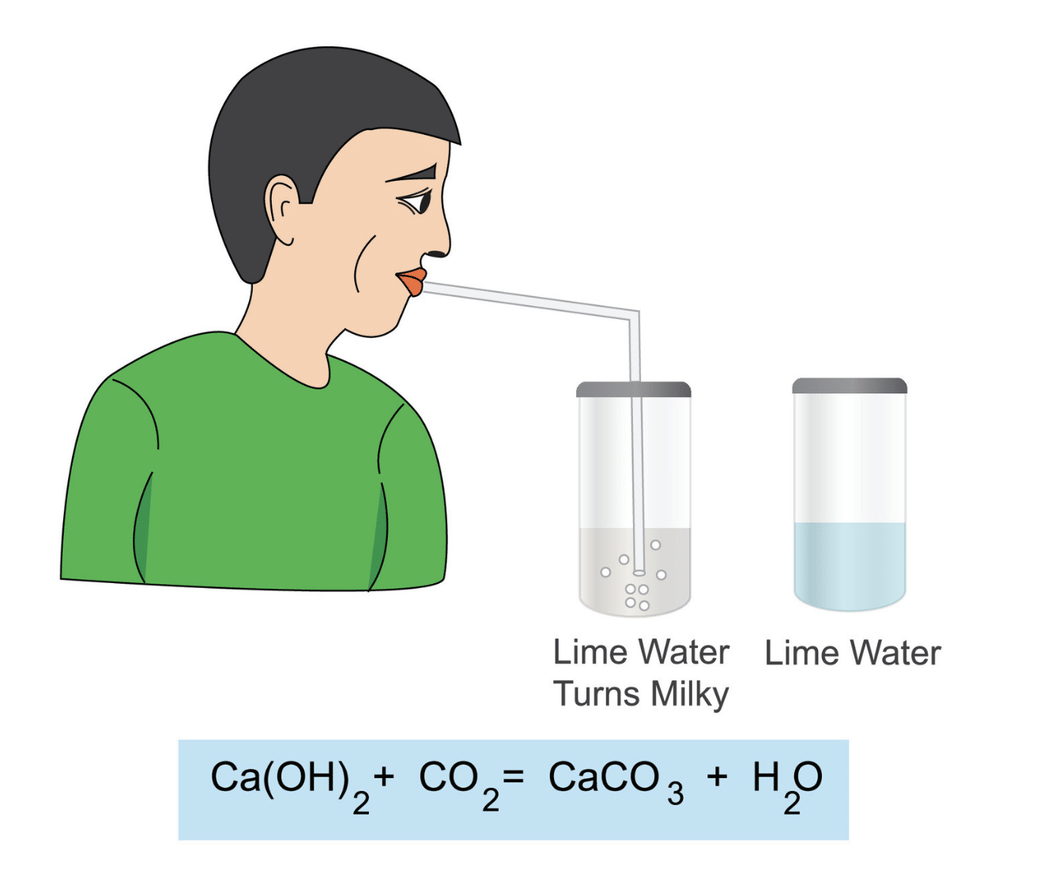 Lime Water
Turns Milky
Lime Water
Ca(OH)₂ + CO₂ = CaCO₃ + H₂O